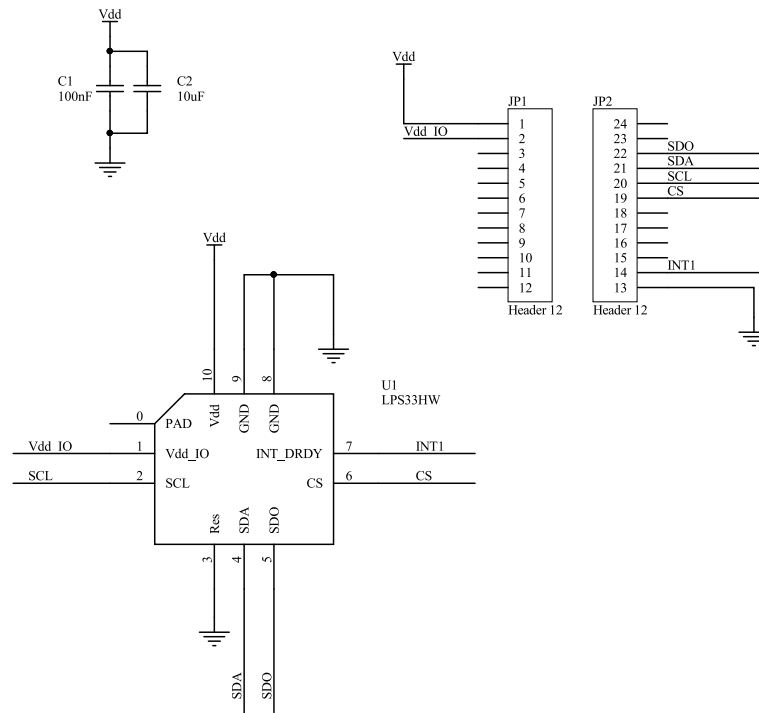 Vdd
C1
100nF
C2
10uF
Vdd
JP1
Vdd_IO
1
2
3
4
5
6
7
8
9
10
11
12
Header 12
JP2
24
23
22
21
20
19
18
17
16
15
14
13
SDO
SDA
SCL
CS
INT1
Header 12
Vdd
10
9
8
U1
LPS33HW
0
PAD
Vdd
GND
GND
Vdd_IO
1
Vdd_IO
INT_DRDY
7
INT1
SCL
2
SCL
CS
6
CS
Res
SDA
SDO
3
4
5
SDA
SDO